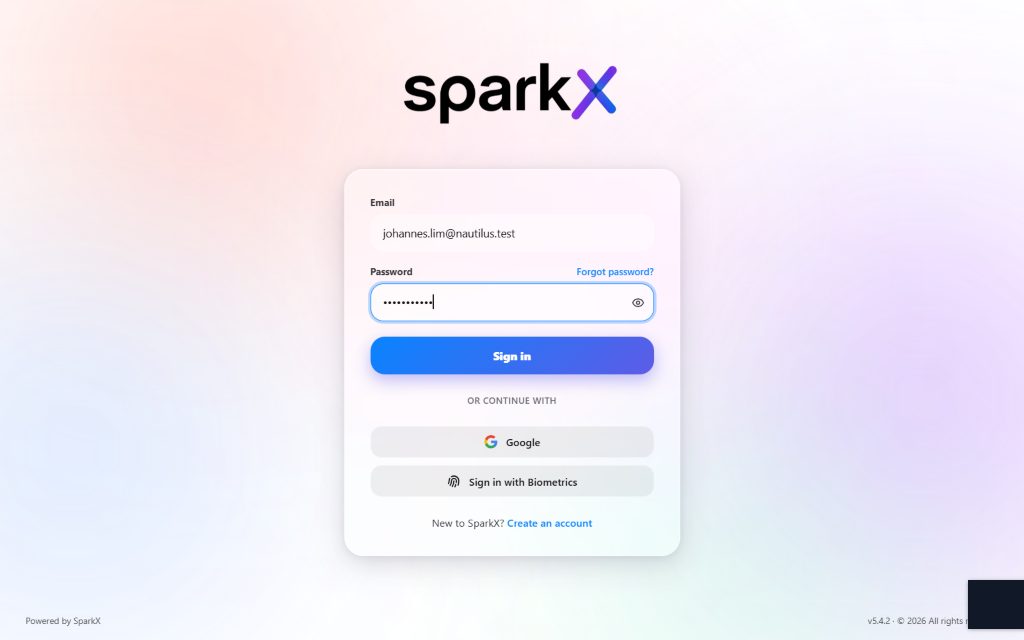 sparkX
Email
johannes.lim@nautilus.test
Password Forgot password?
•••••••••••
Sign in
OR CONTINUE WITH
Google
Sign in with Biometrics
New to SparkX? Create an account
Powered by SparkX v5.4.2 · © 2026 All rights